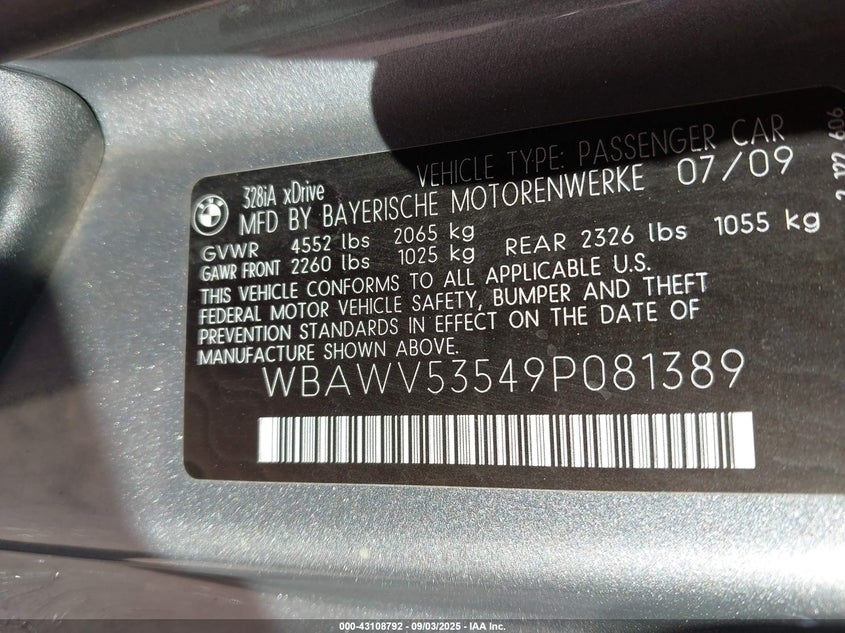 VEHICLE TYPE: PASSENGER CAR
328iA xDrive
MFD BY BAYERISCHE MOTORENWERKE 07/09
GVWR 4552 lbs 2065 kg
GAWR FRONT 2260 lbs 1025 kg REAR 2326 lbs 1055 kg
THIS VEHICLE CONFORMS TO ALL APPLICABLE U.S.
FEDERAL MOTOR VEHICLE SAFETY, BUMPER AND THEFT
PREVENTION STANDARDS IN EFFECT ON THE DATE OF
MANUFACTURE SHOWN ABOVE.
WBAWV53549P081389
BMW
000-43108792 - 09/03/2025 - IAA Inc.